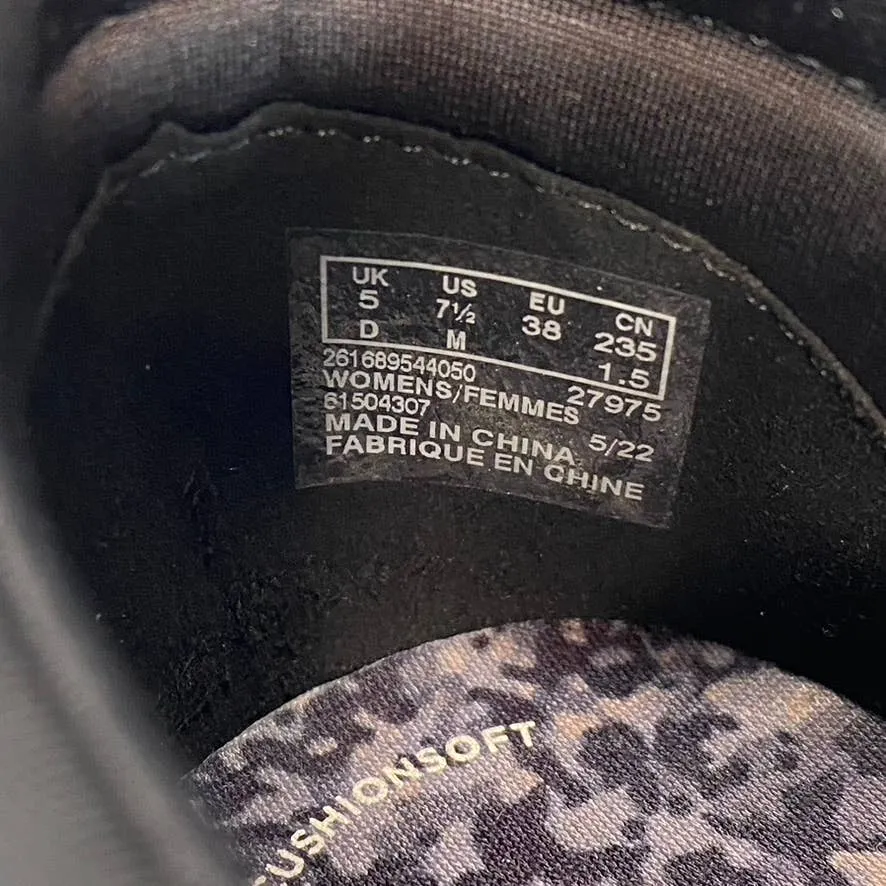 UK US EU CN
5 7½ 38 235
D M 1.5
261689544050
WOMENS/FEMMES 27975
61504307
MADE IN CHINA 5/22
FABRIQUE EN CHINE
CUSHIONSOFT